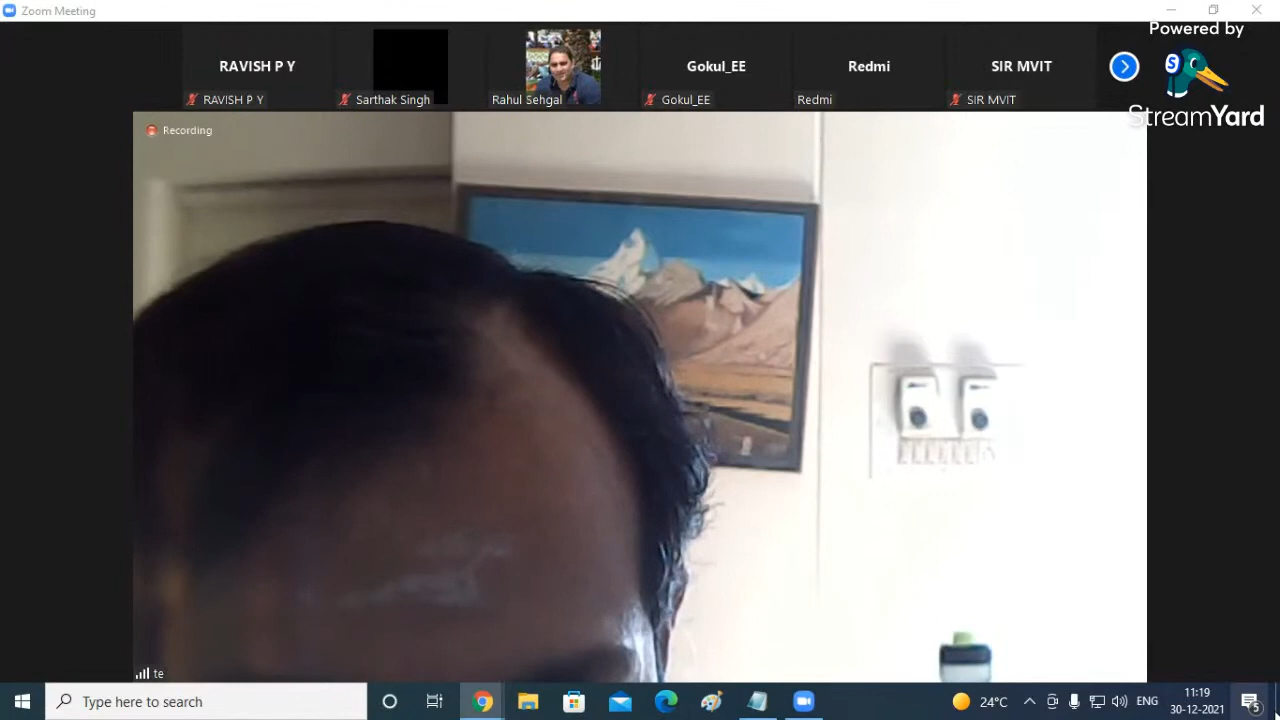 Zoom Meeting
Powered by
StreamYard
RAVISH P Y
Gokul_EE
Redmi
SIR MVIT
RAVISH P Y
Sarthak Singh
Rahul Sehgal
Gokul_EE
Redmi
SIR MVIT
Recording
te
Type here to search
24°C
ENG
11:19
30-12-2021
5